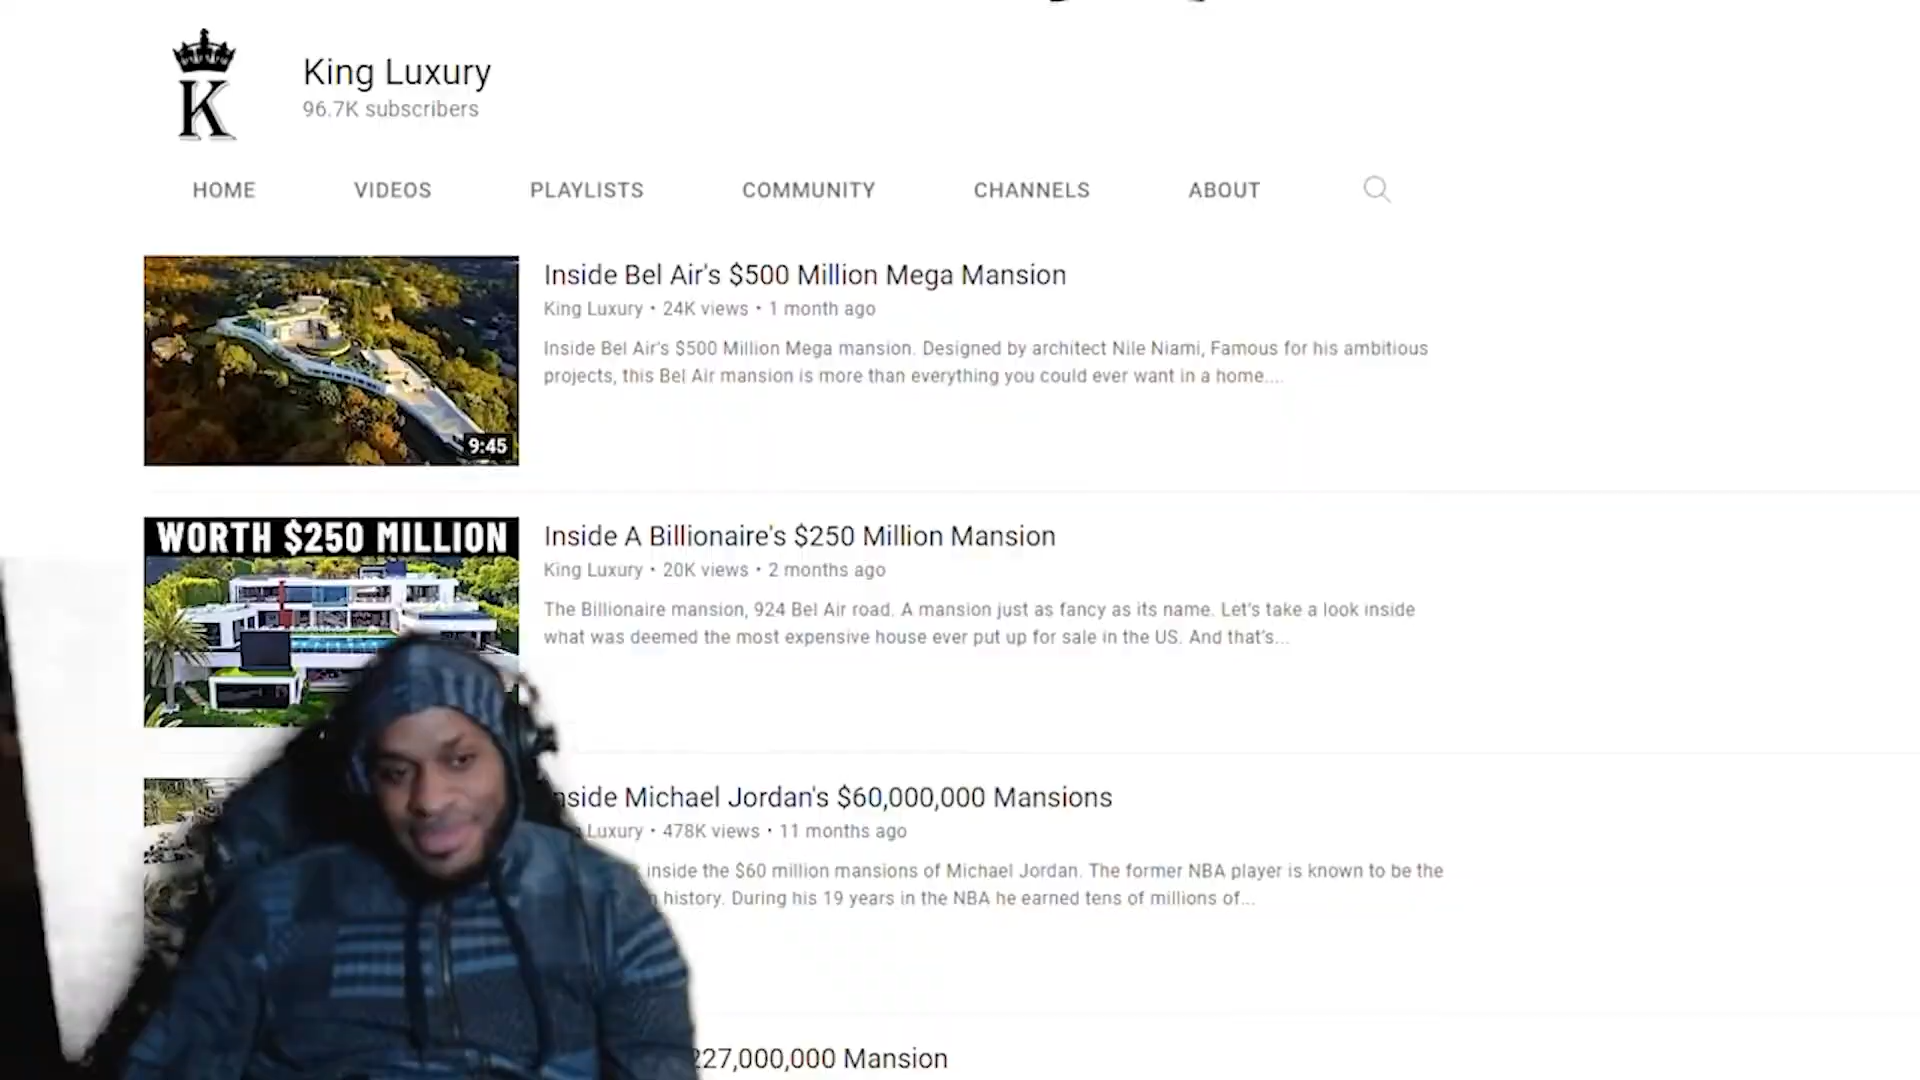 K
King Luxury
96.7K subscribers
HOME VIDEOS PLAYLISTS COMMUNITY CHANNELS ABOUT
Inside Bel Air's $500 Million Mega Mansion
King Luxury • 24K views • 1 month ago
Inside Bel Air's $500 Million Mega mansion. Designed by architect Nile Niami, Famous for his ambitious
projects, this Bel Air mansion is more than everything you could ever want in a home....
9:45
WORTH $250 MILLION
Inside A Billionaire's $250 Million Mansion
King Luxury • 20K views • 2 months ago
The Billionaire mansion, 924 Bel Air road. A mansion just as fancy as its name. Let's take a look inside
what was deemed the most expensive house ever put up for sale in the US. And that's...
nside Michael Jordan's $60,000,000 Mansions
Luxury • 478K views • 11 months ago
inside the $60 million mansions of Michael Jordan. The former NBA player is known to be the
history. During his 19 years in the NBA he earned tens of millions of...
227,000,000 Mansion